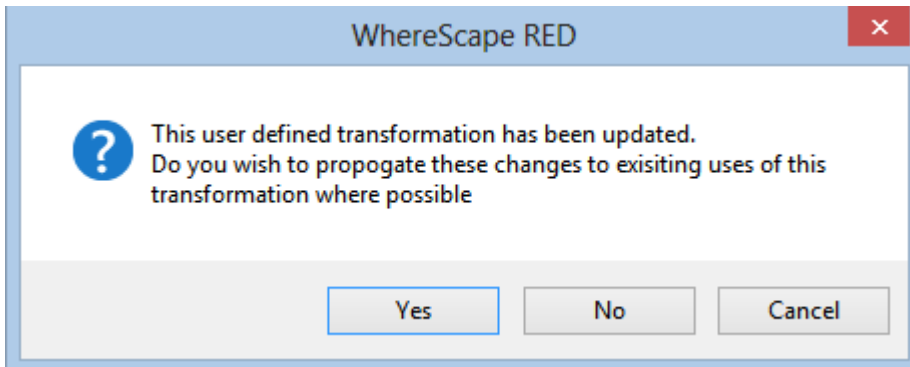 WhereScape RED
This user defined transformation has been updated.
Do you wish to propogate these changes to exisiting uses of this
transformation where possible
Yes
No
Cancel